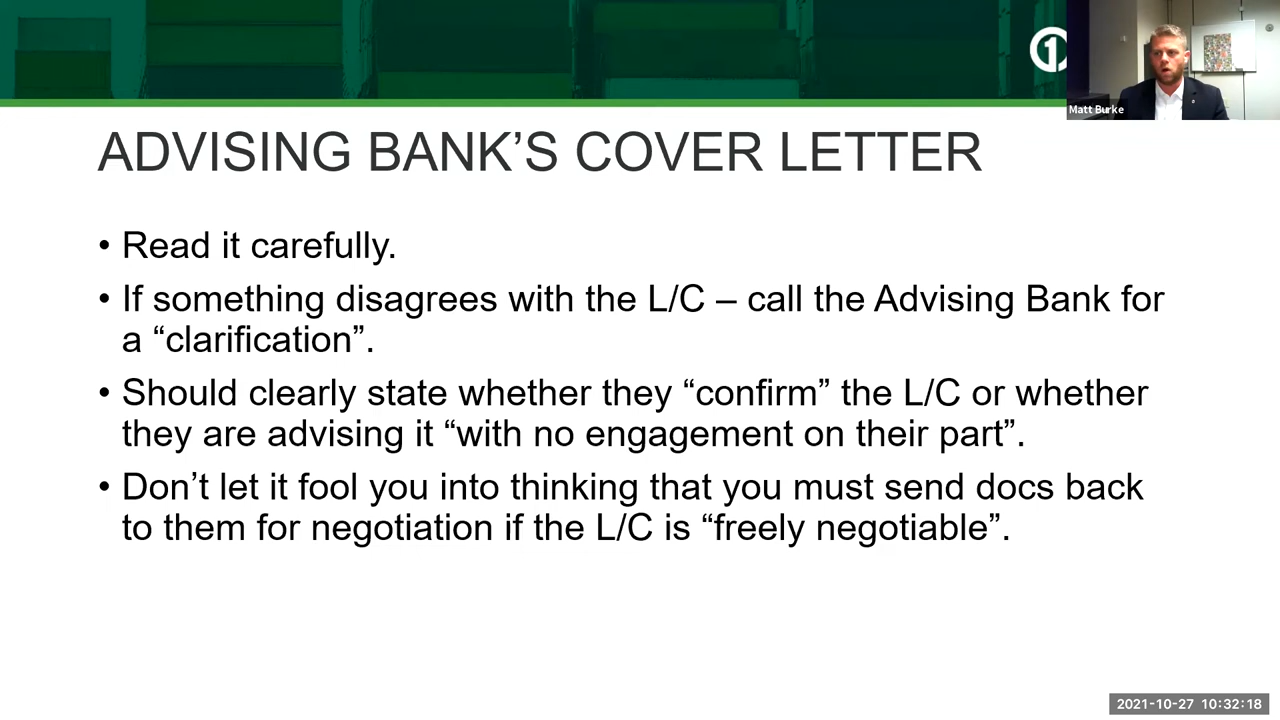 Matt Burke
ADVISING BANK’S COVER LETTER
• Read it carefully.
• If something disagrees with the L/C – call the Advising Bank for
a “clarification”.
• Should clearly state whether they “confirm” the L/C or whether
they are advising it “with no engagement on their part”.
• Don’t let it fool you into thinking that you must send docs back
to them for negotiation if the L/C is “freely negotiable”.
2021-10-27 10:32:18